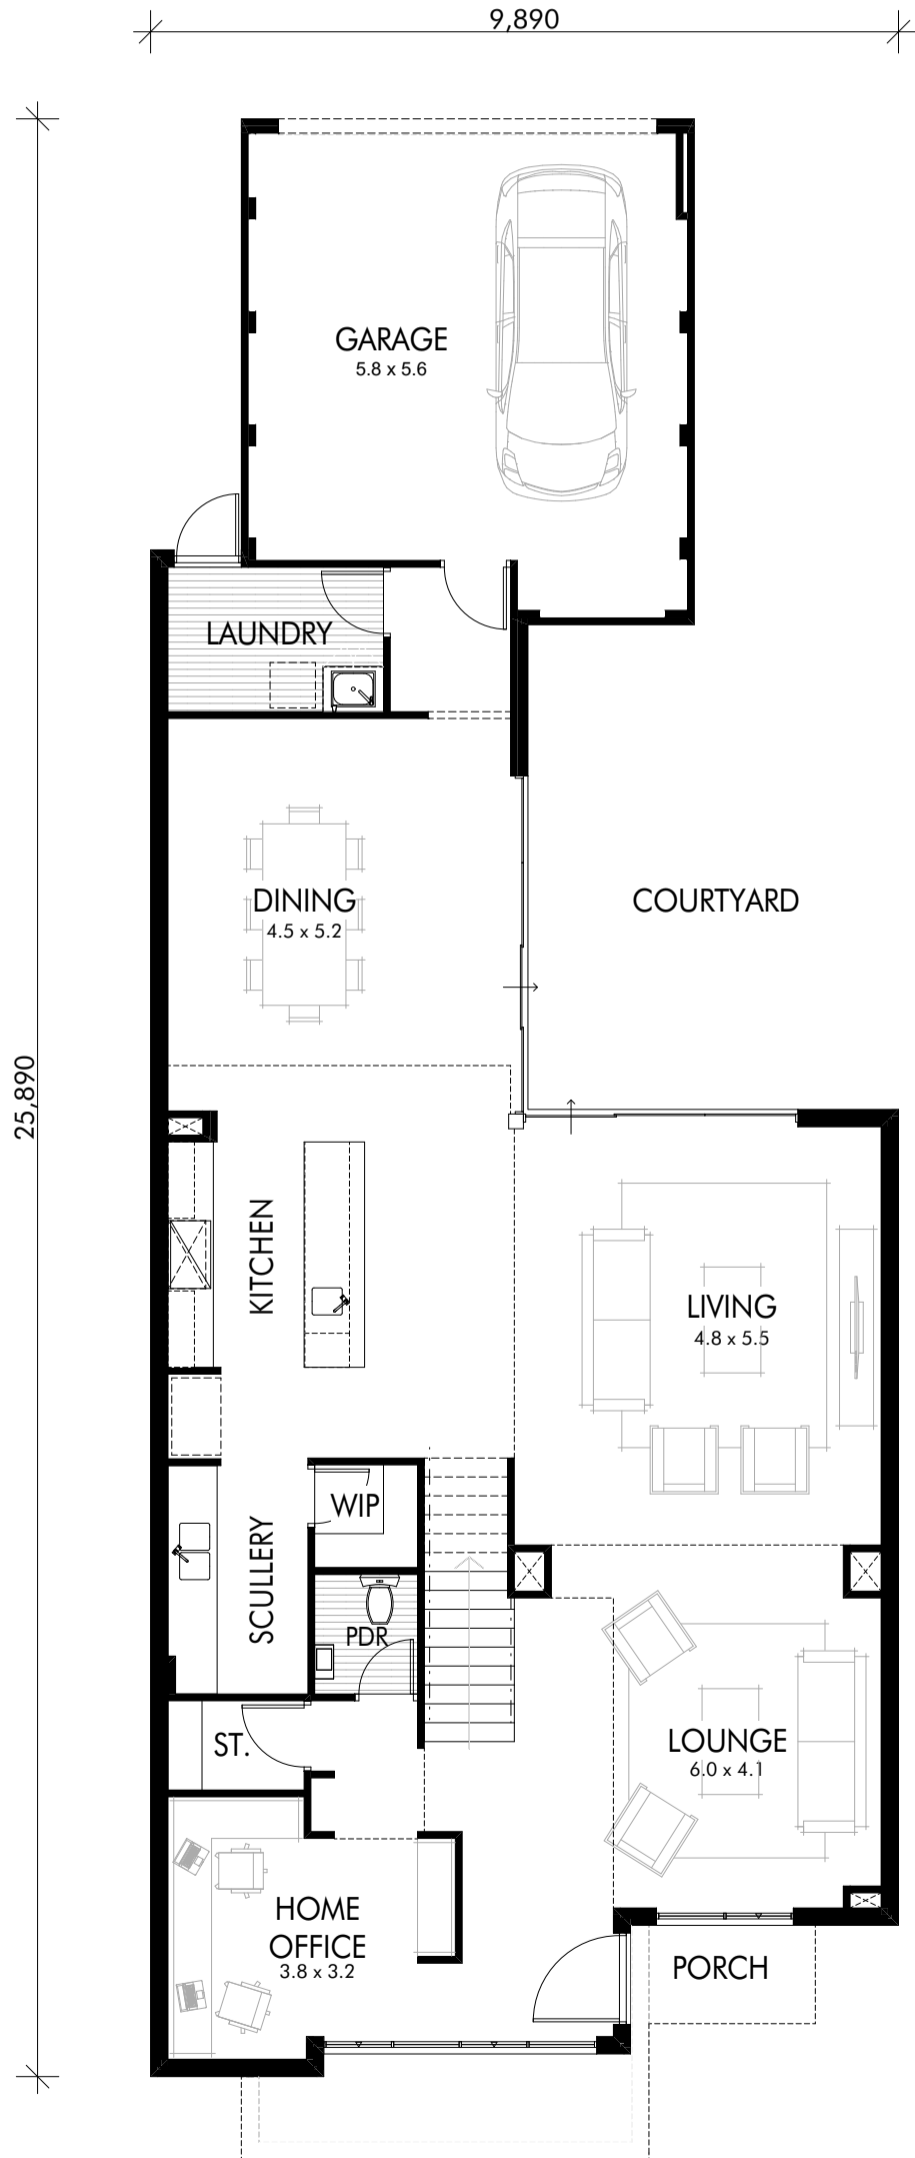 9,890
25,890
GARAGE
5.8 x 5.6
LAUNDRY
DINING
4.5 x 5.2
COURTYARD
KITCHEN
LIVING
4.8 x 5.5
WIP
SCULLERY
PDR
ST.
LOUNGE
6.0 x 4.1
HOME
OFFICE
3.8 x 3.2
PORCH